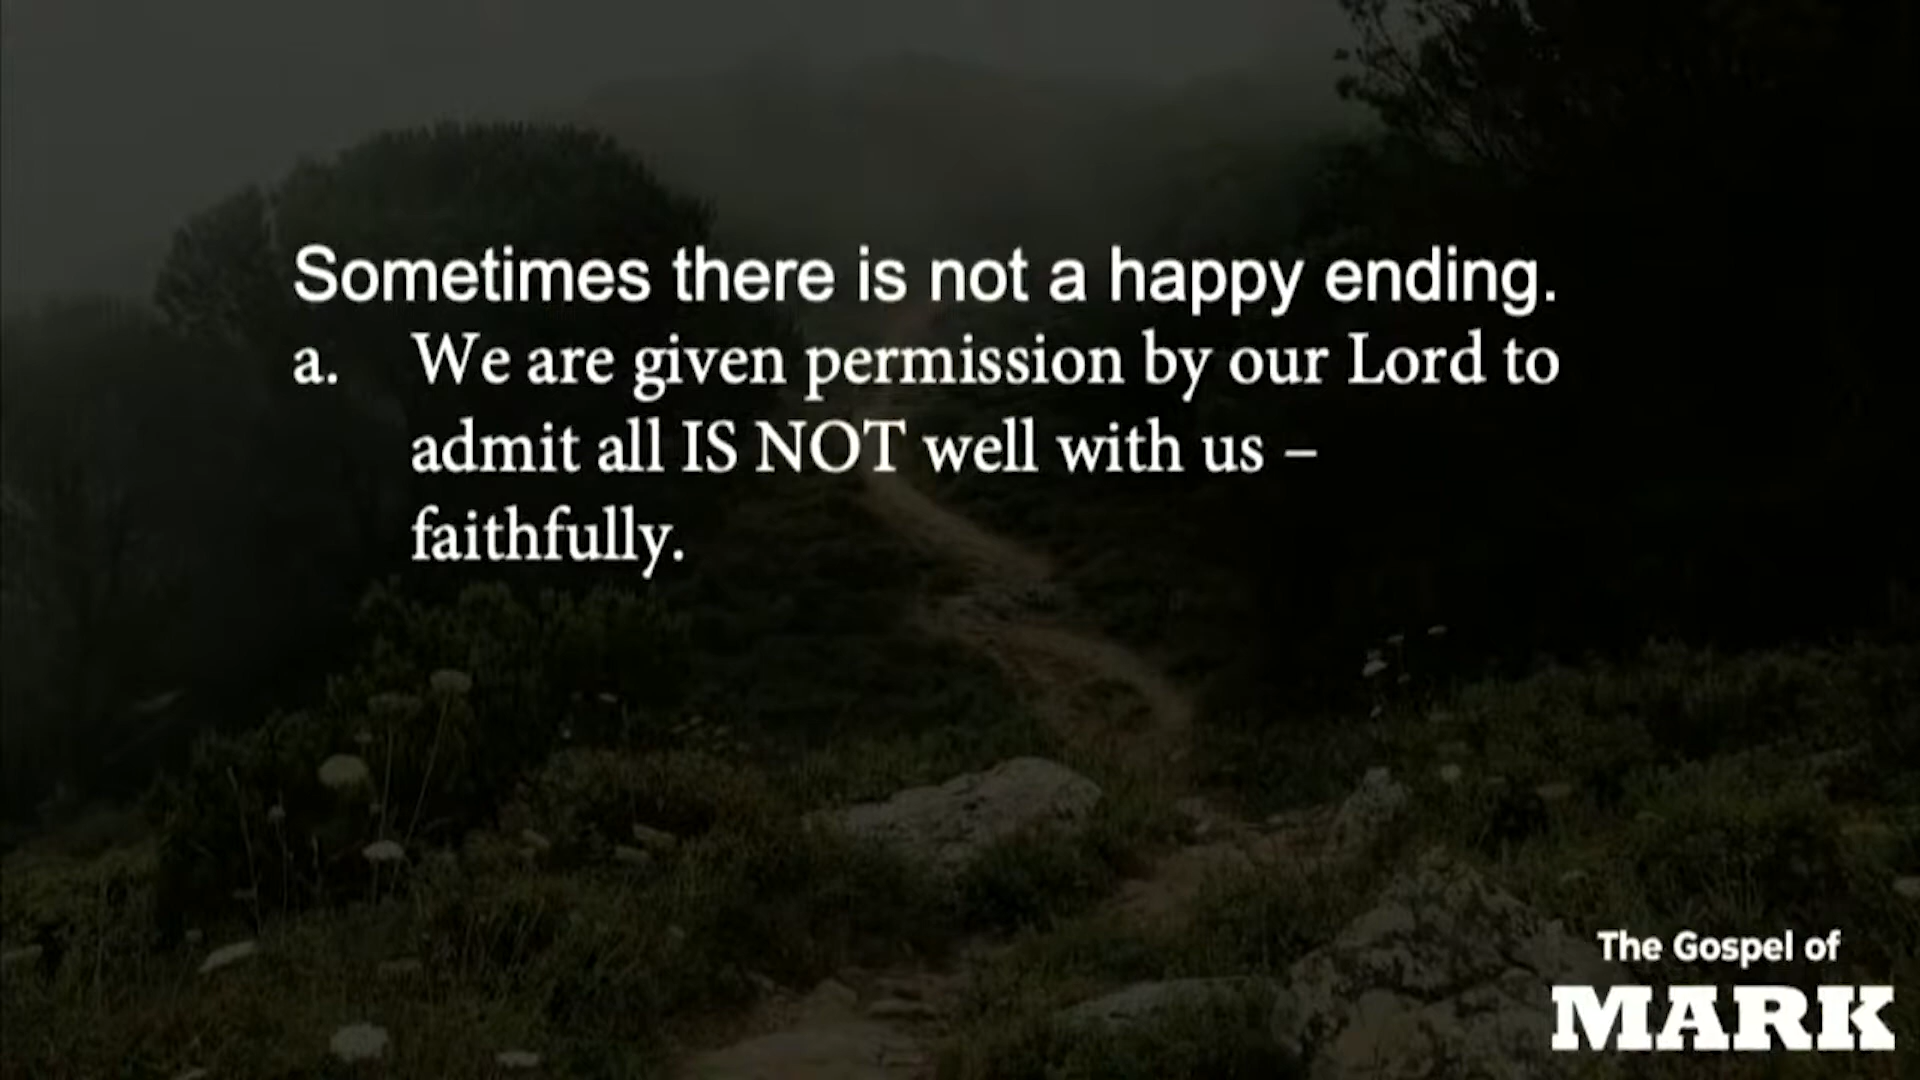 Sometimes there is not a happy ending.
a. We are given permission by our Lord to
admit all IS NOT well with us –
faithfully.
The Gospel of
MARK